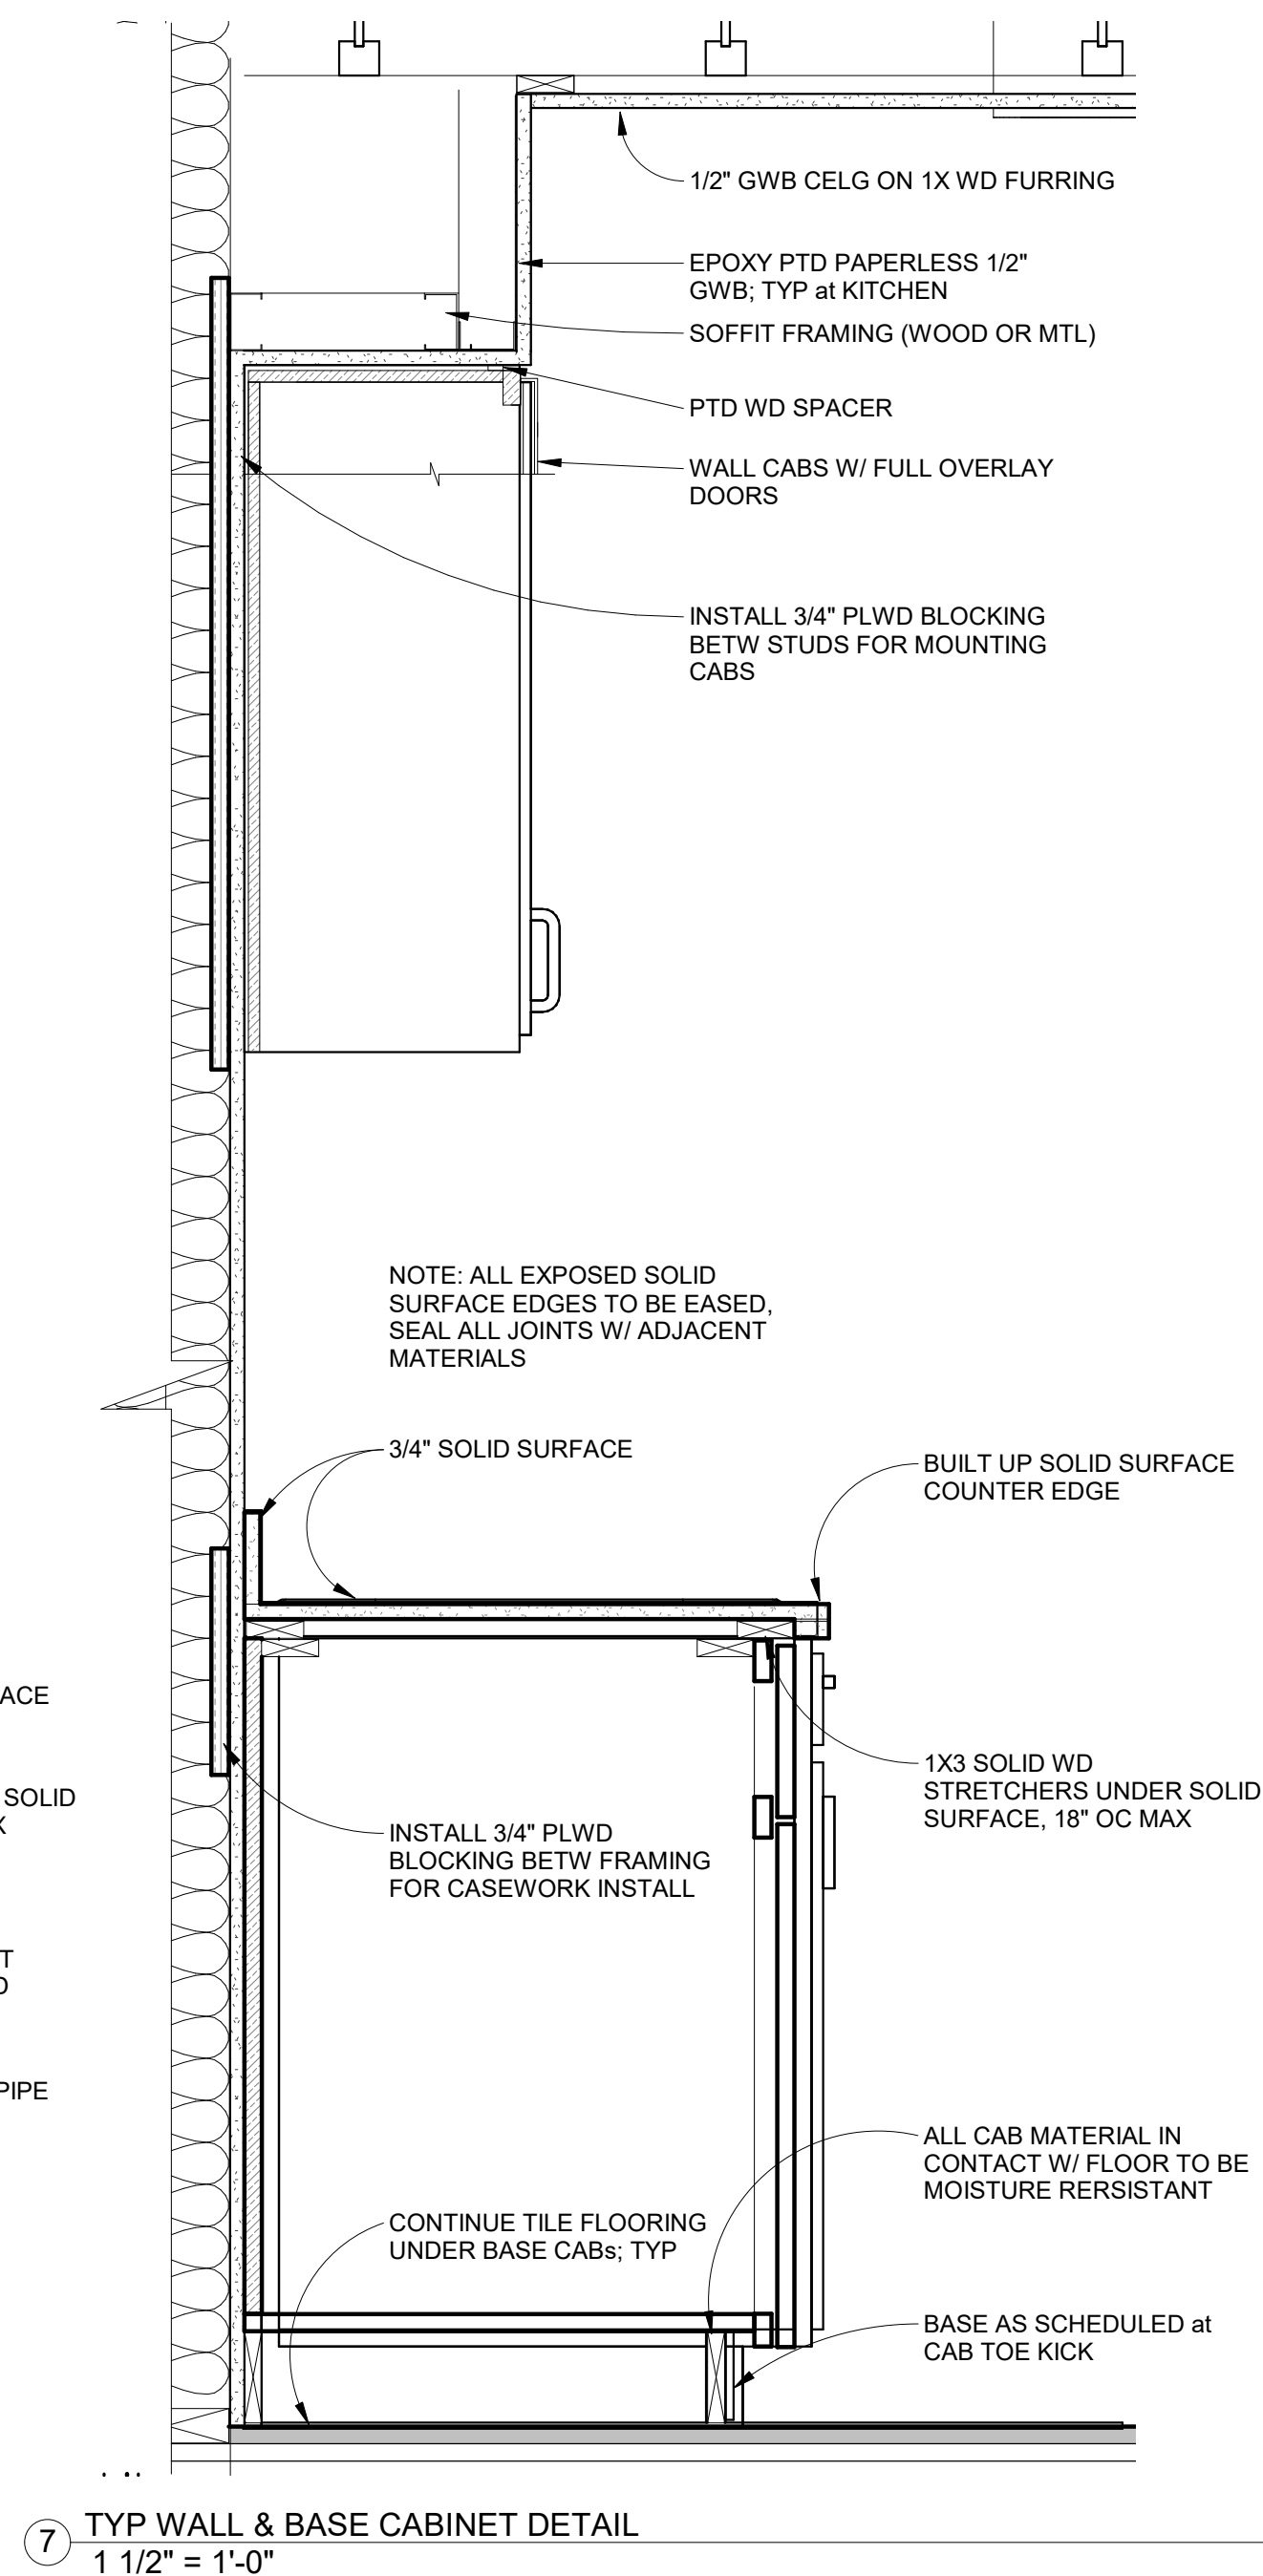 1/2" GWB CELG ON 1X WD FURRING
EPOXY PTD PAPERLESS 1/2"
GWB; TYP at KITCHEN
SOFFIT FRAMING (WOOD OR MTL)
PTD WD SPACER
WALL CABS W/ FULL OVERLAY
DOORS
INSTALL 3/4" PLWD BLOCKING
BETW STUDS FOR MOUNTING
CABS
NOTE: ALL EXPOSED SOLID
SURFACE EDGES TO BE EASED,
SEAL ALL JOINTS W/ ADJACENT
MATERIALS
3/4" SOLID SURFACE
BUILT UP SOLID SURFACE
COUNTER EDGE
ACE
SOLID
X
T
D
PIPE
1X3 SOLID WD
STRETCHERS UNDER SOLID
SURFACE, 18" OC MAX
INSTALL 3/4" PLWD
BLOCKING BETW FRAMING
FOR CASEWORK INSTALL
ALL CAB MATERIAL IN
CONTACT W/ FLOOR TO BE
MOISTURE RERSISTANT
CONTINUE TILE FLOORING
UNDER BASE CABs; TYP
BASE AS SCHEDULED at
CAB TOE KICK
7
TYP WALL & BASE CABINET DETAIL
1 1/2" = 1'-0"